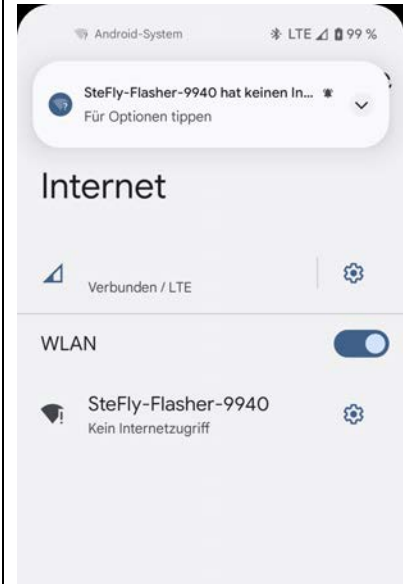 Android-System LTE 99 %
SteFly-Flasher-9940 hat keinen In...
Für Optionen tippen
Internet
Verbunden / LTE
WLAN
SteFly-Flasher-9940
Kein Internetzugriff